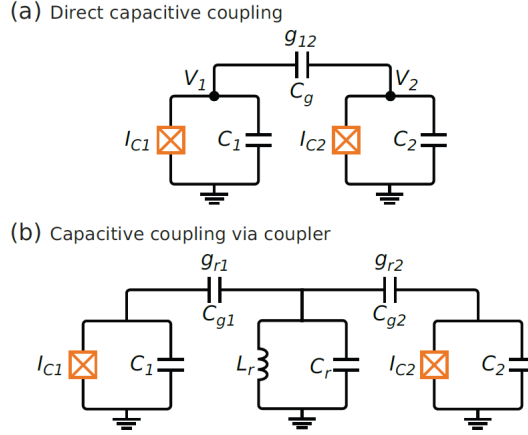 (a) Direct capacitive coupling
g12
V1 V2
Cg
IC1 C1 IC2 C2
(b) Capacitive coupling via coupler
gr1 gr2
Cg1 Cg2
IC1 C1 Lr Cr IC2 C2